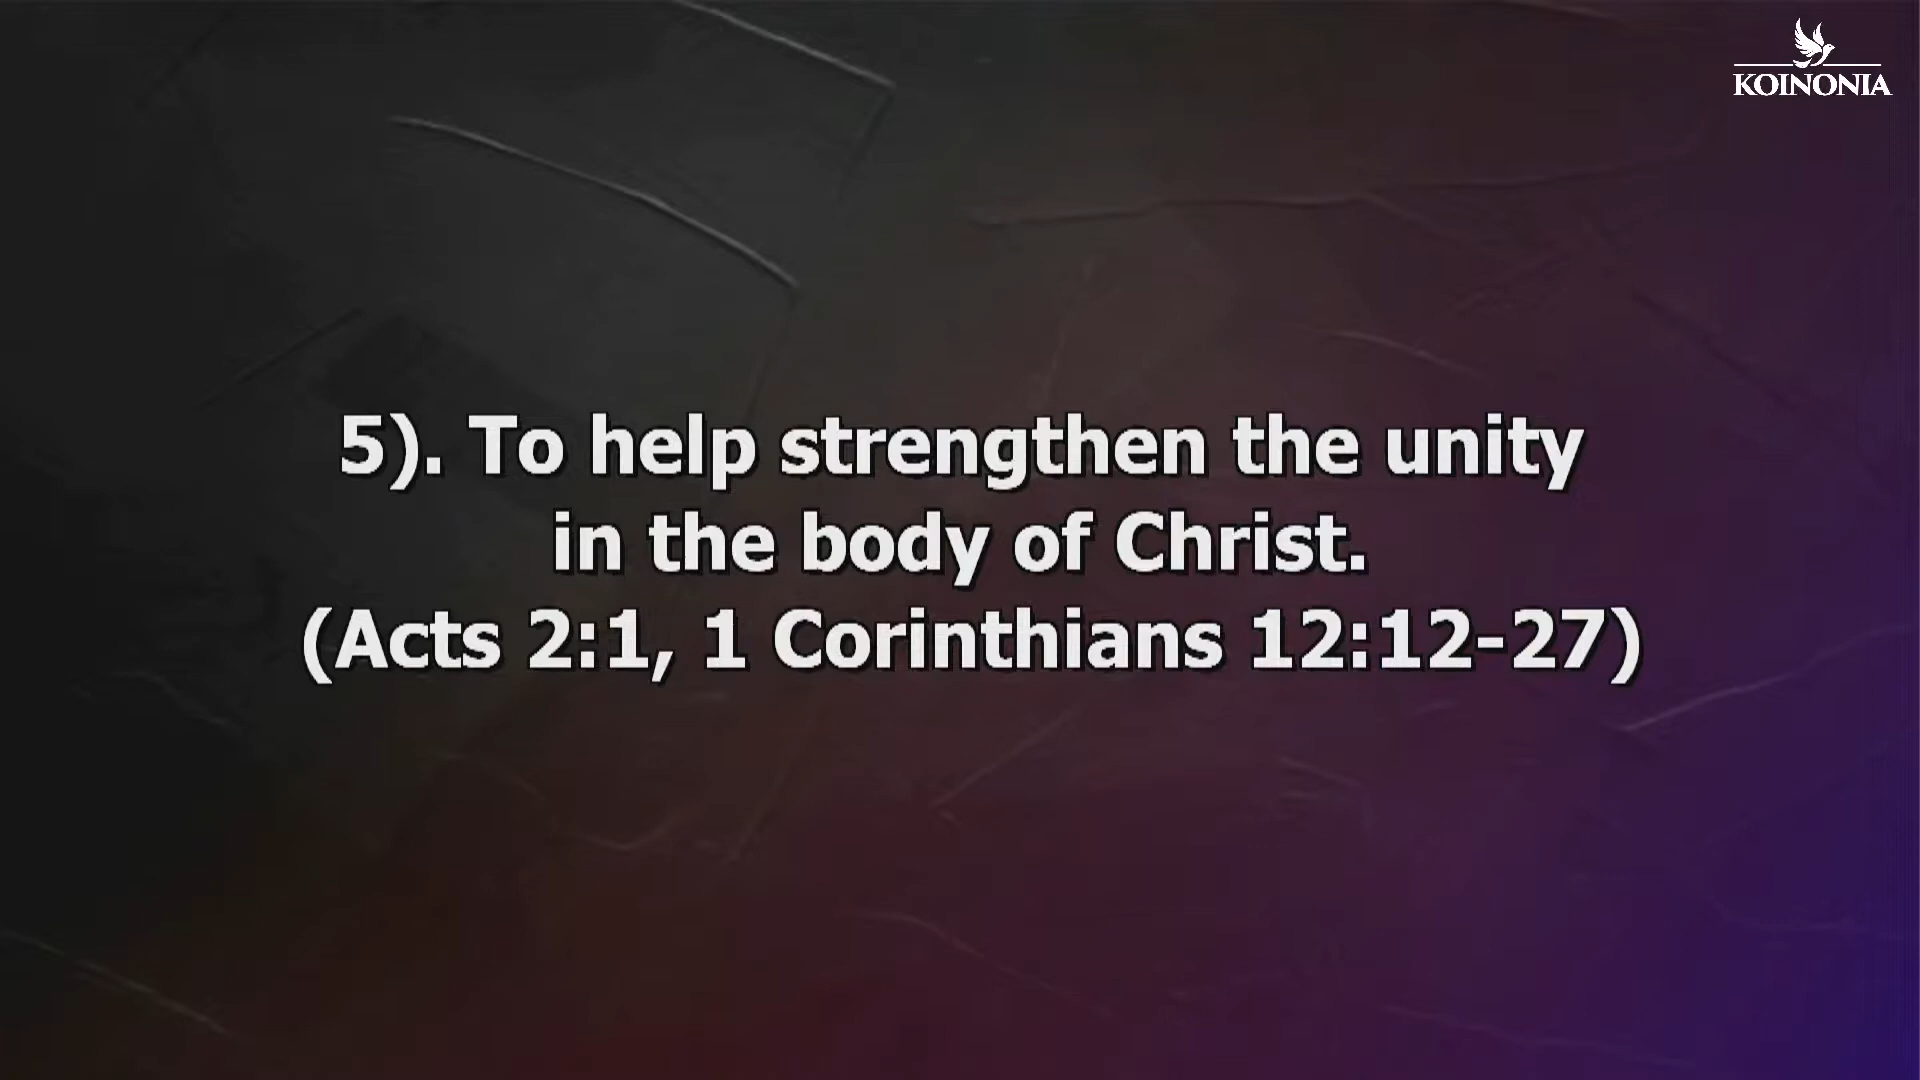 KOINONIA
5). To help strengthen the unity
in the body of Christ.
(Acts 2:1, 1 Corinthians 12:12-27)